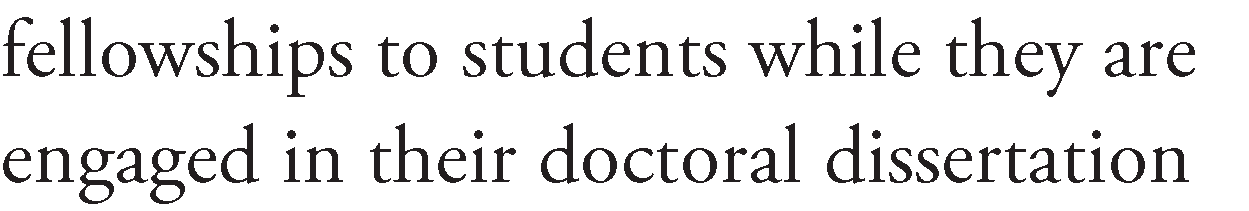 fellowships to students while they are
engaged in their doctoral dissertation